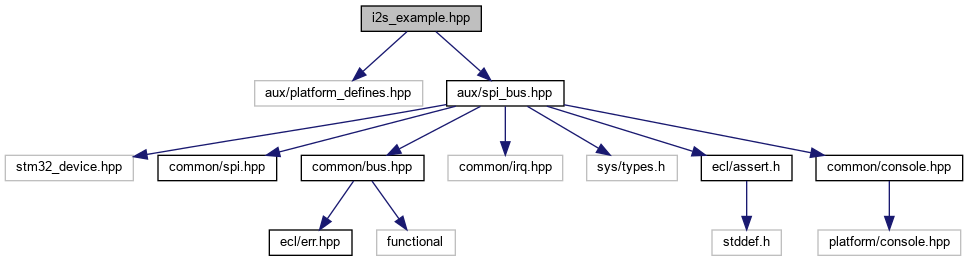 i2s_example.hpp
aux/platform_defines.hpp
aux/spi_bus.hpp
stm32_device.hpp
common/spi.hpp
common/bus.hpp
common/irq.hpp
sys/types.h
ecl/assert.h
common/console.hpp
ecl/err.hpp
functional
stddef.h
platform/console.hpp